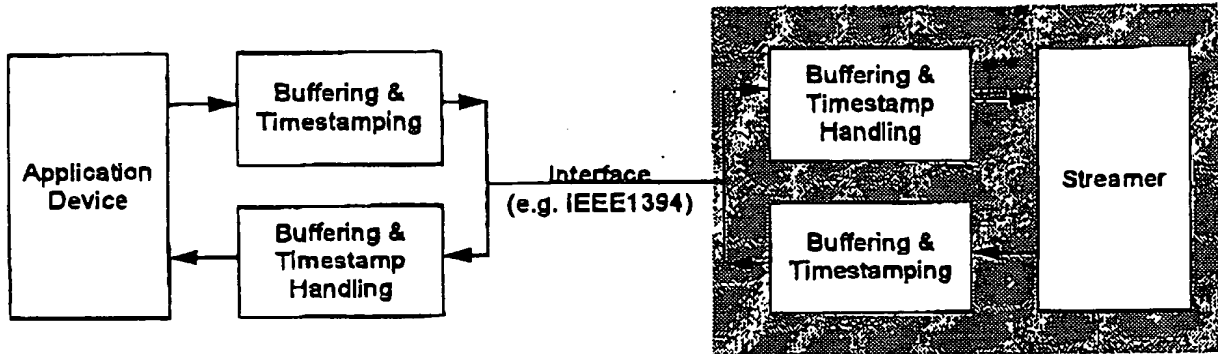 Application
Device
Buffering &
Timestamping
Buffering &
Timestamp
Handling
Interface
(e.g. IEEE1394)
Buffering &
Timestamp
Handling
Buffering &
Timestamping
Streamer